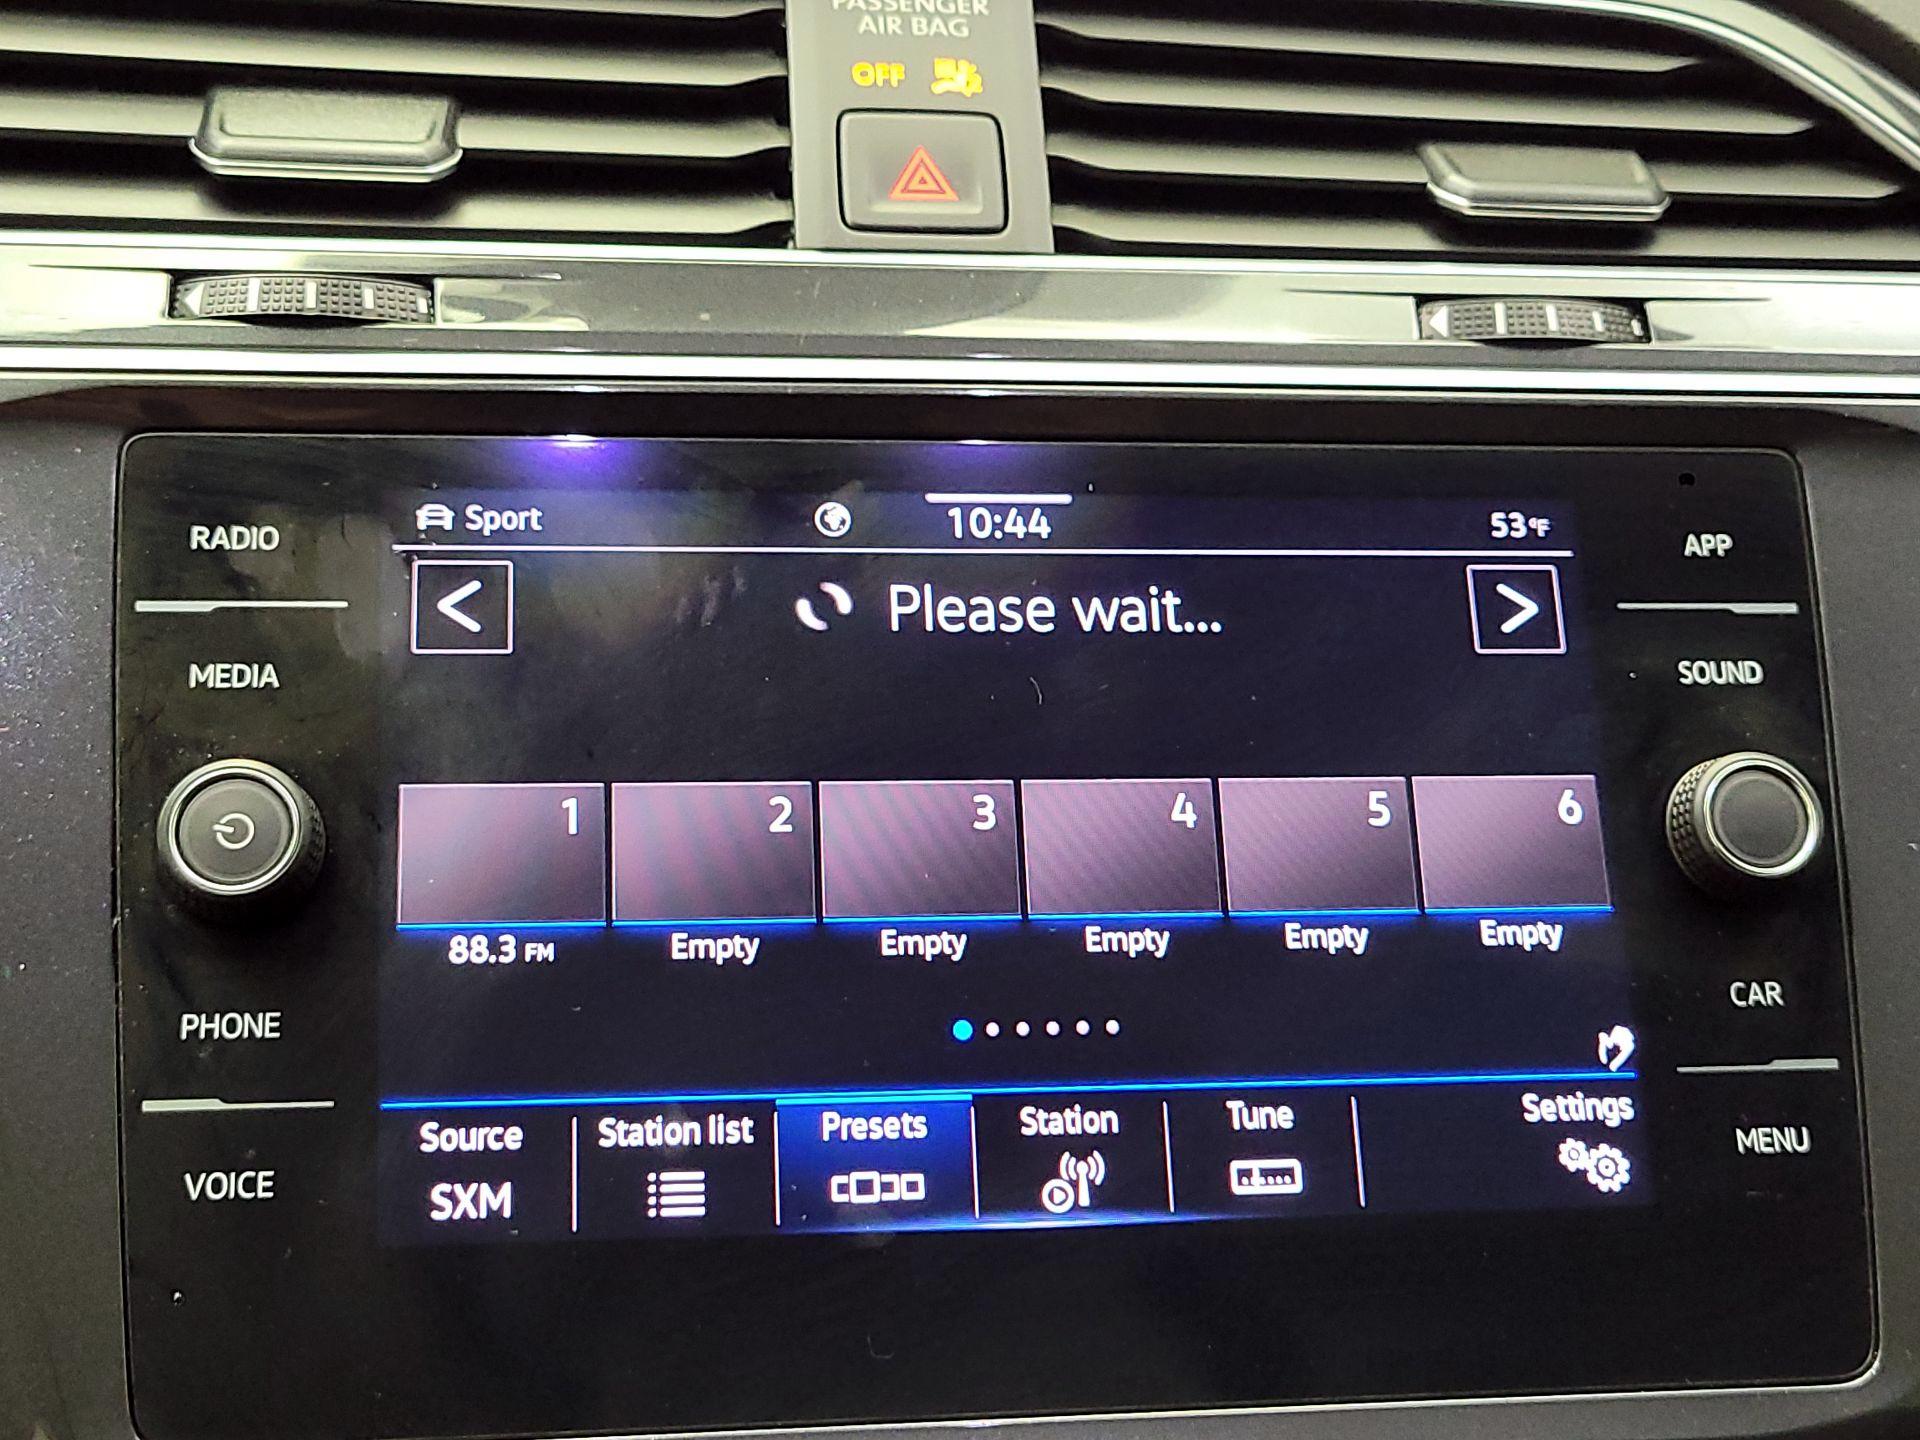 PASSENGER
AIR BAG
OFF
Sport
10:44
53°F
RADIO
MEDIA
PHONE
VOICE
APP
SOUND
CAR
MENU
< Please wait... >
1 2 3 4 5 6
88.3 FM Empty Empty Empty Empty Empty
Source Station list Presets Station Tune Settings
SXM